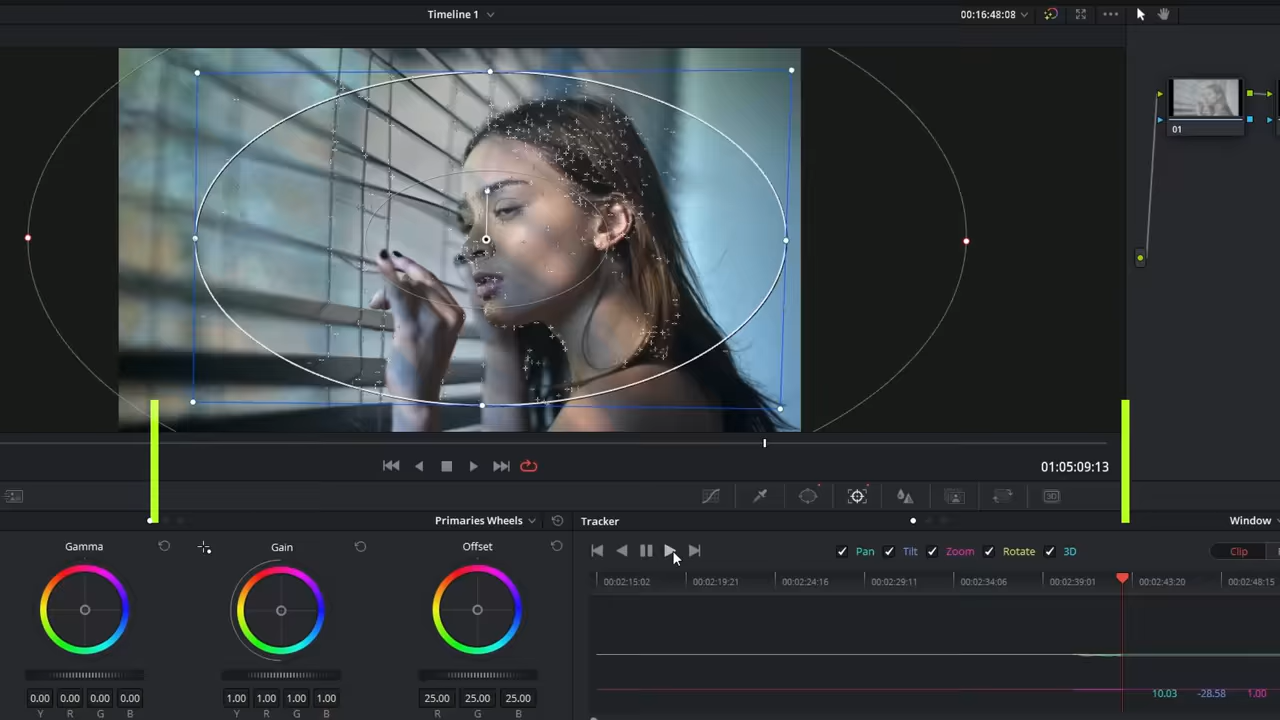 Timeline 1
00:16:48:08
01
01:05:09:13
3D
Primaries Wheels
Tracker
Window
Gamma
Gain
Offset
Pan
Tilt
Zoom
Rotate
3D
Clip
00:02:15:02
00:02:19:21
00:02:24:16
00:02:29:11
00:02:34:06
00:02:39:01
00:02:43:20
00:02:48:15
0.00 0.00 0.00 0.00
1.00 1.00 1.00 1.00
25.00 25.00 25.00
10.03 -28.58 1.00
Y R G B
Y R G B
R G B